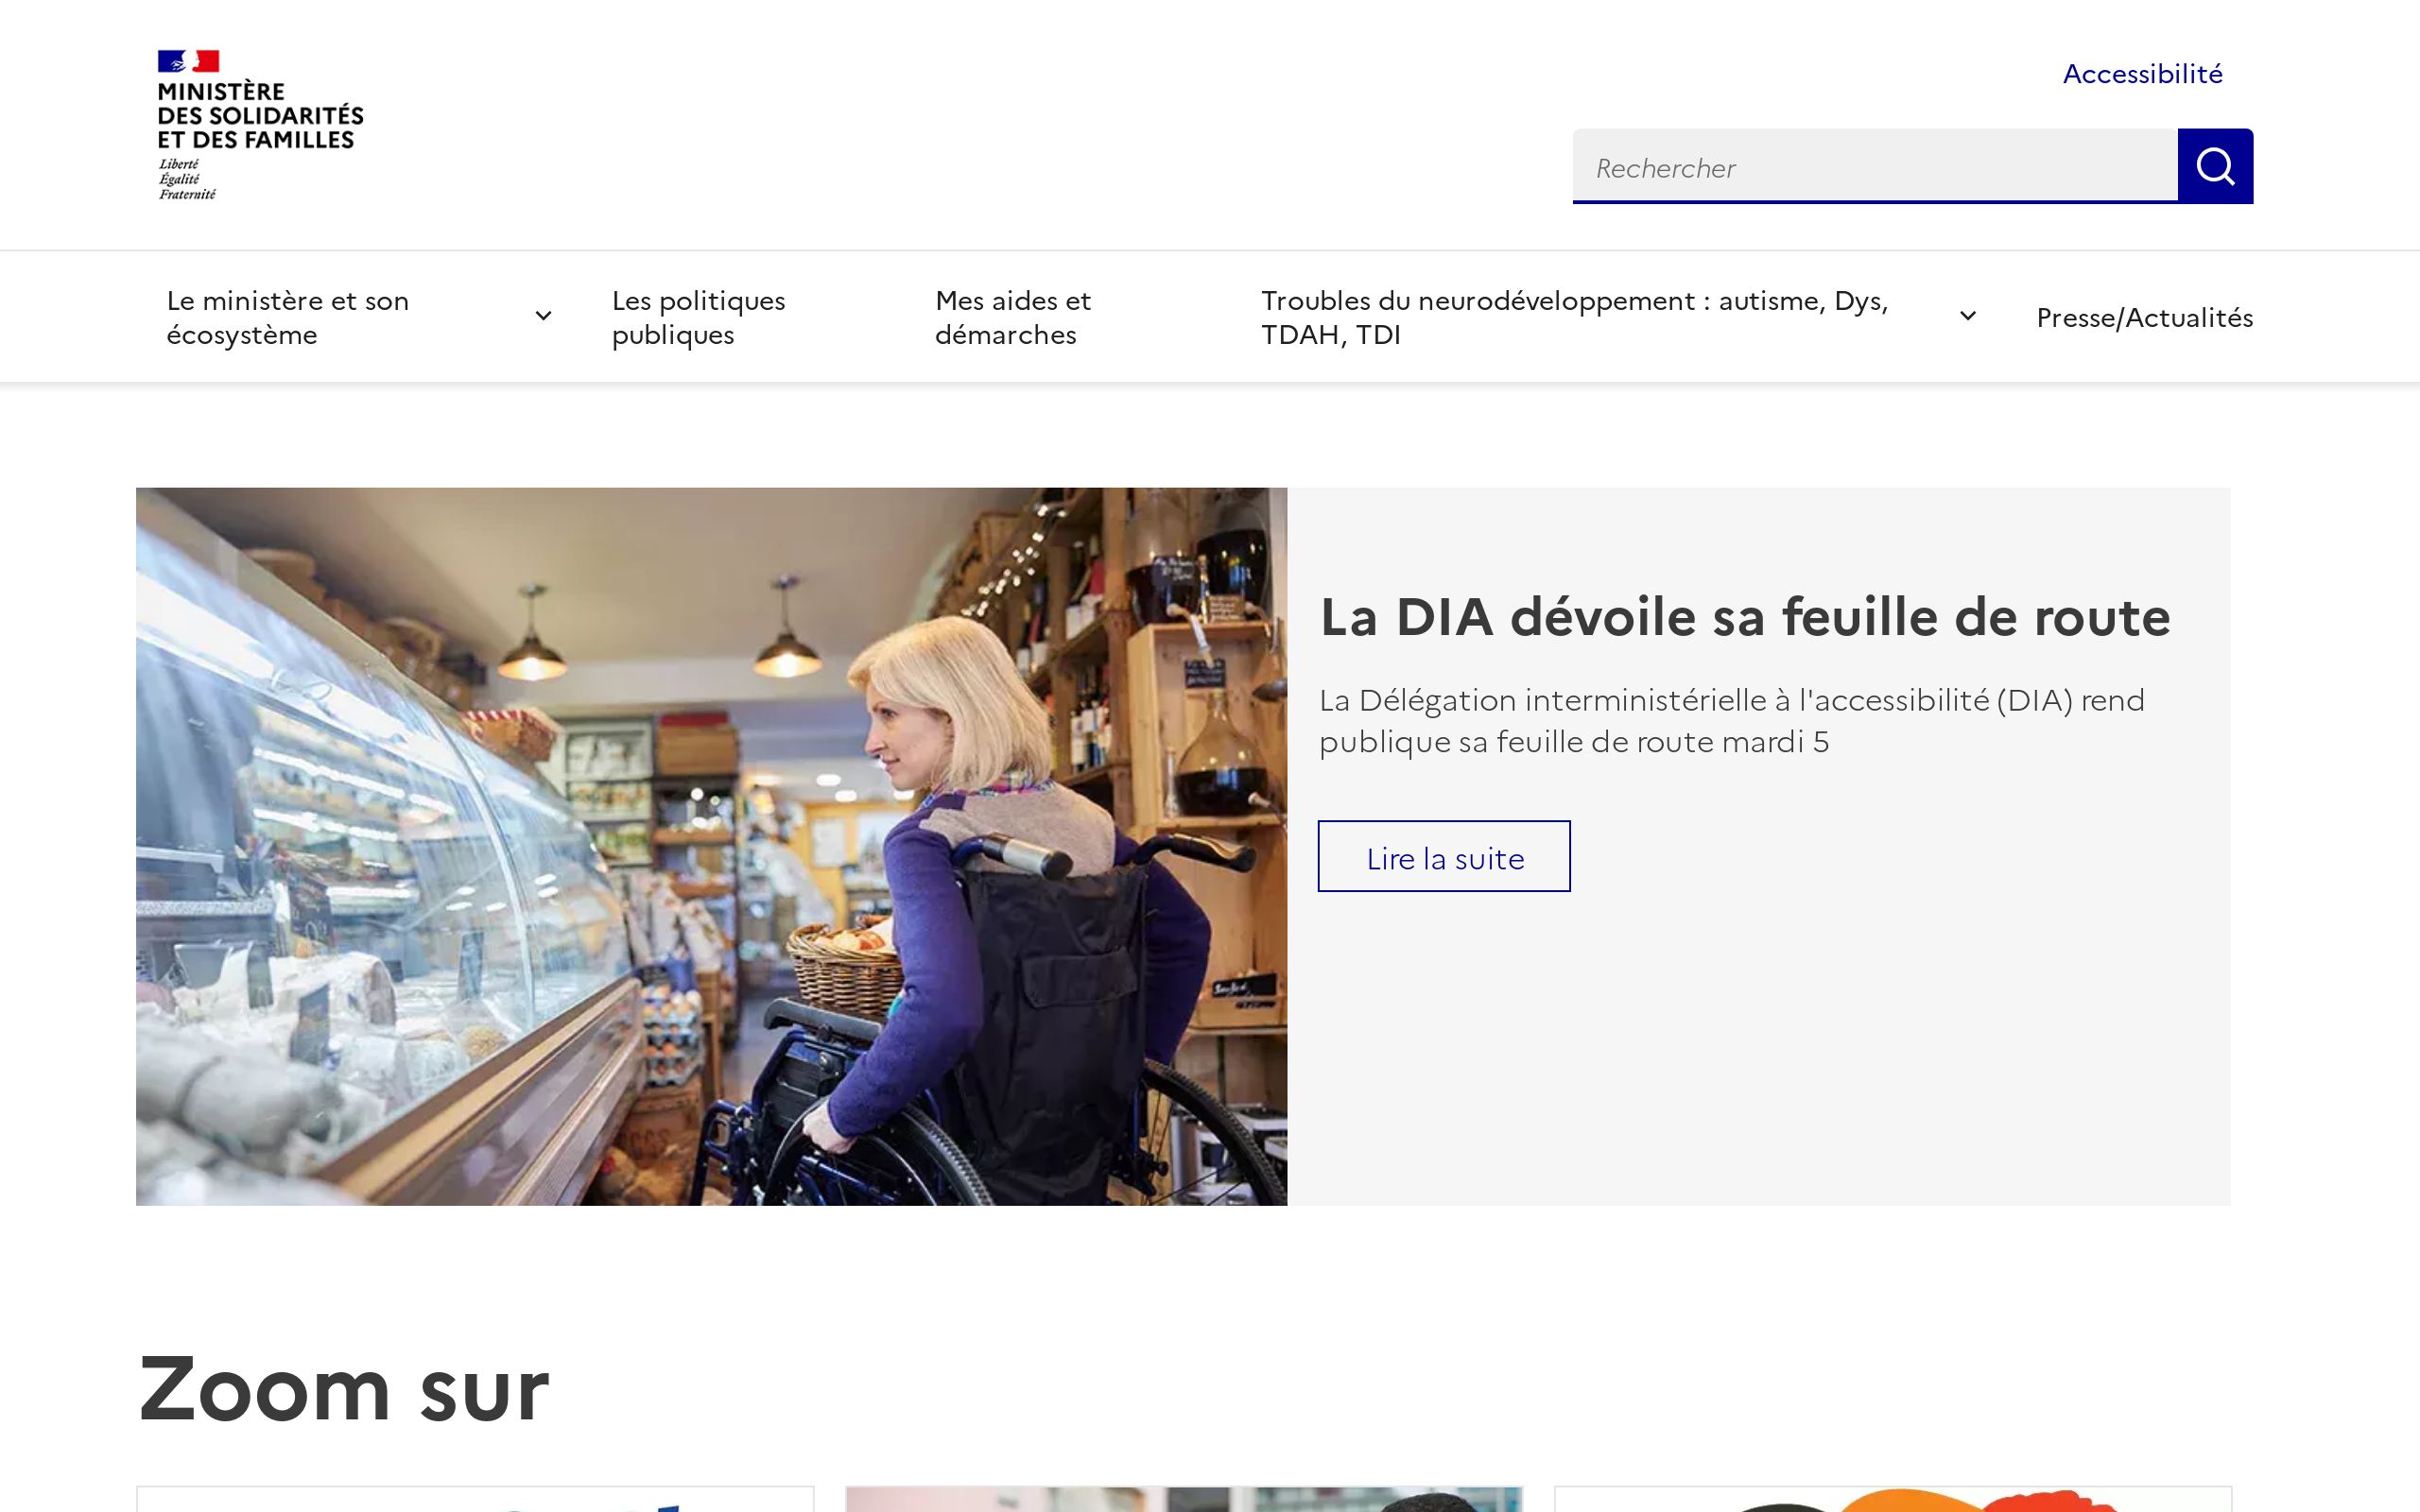 MINISTÈRE
DES SOLIDARITÉS
ET DES FAMILLES
Liberté
Égalité
Fraternité
Accessibilité
Rechercher
Le ministère et son
écosystème
Les politiques
publiques
Mes aides et
démarches
Troubles du neurodéveloppement : autisme, Dys,
TDAH, TDI
Presse/Actualités
La DIA dévoile sa feuille de route
La Délégation interministérielle à l'accessibilité (DIA) rend
publique sa feuille de route mardi 5
Lire la suite
Zoom sur